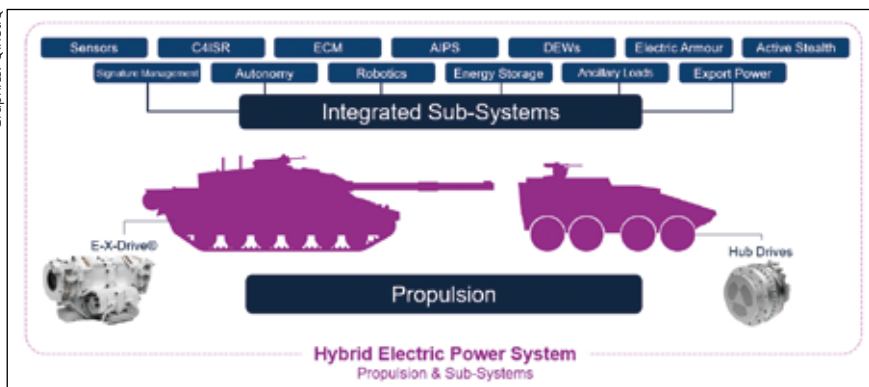 Sensors C4ISR ECM AIPS DEWs Electric Armour Active Stealth
Signature Management Autonomy Robotics Energy Storage Ancillary Loads Export Power
Integrated Sub-Systems
E-X-Drive®
Hub Drives
Propulsion
Hybrid Electric Power System
Propulsion & Sub-Systems